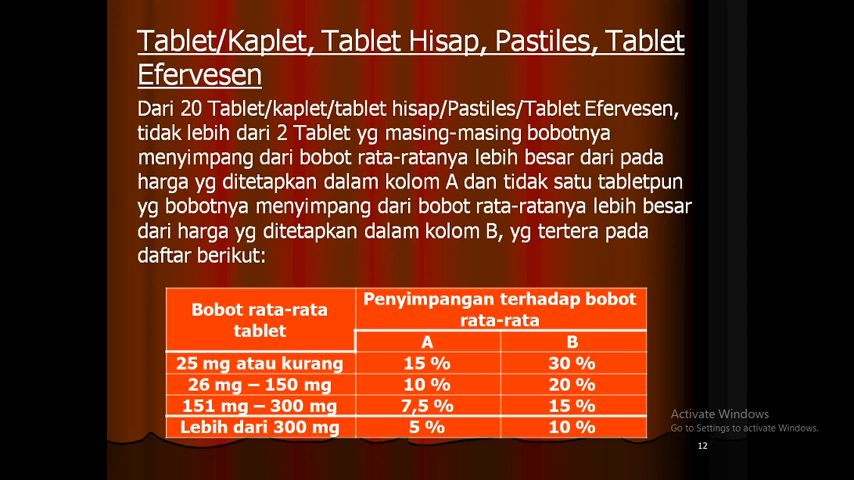 Tablet/Kaplet, Tablet Hisap, Pastiles, Tablet
Efervesen
Dari 20 Tablet/kaplet/tablet hisap/Pastiles/Tablet Efervesen,
tidak lebih dari 2 Tablet yg masing-masing bobotnya
menyimpang dari bobot rata-ratanya lebih besar dari pada
harga yg ditetapkan dalam kolom A dan tidak satu tabletpun
yg bobotnya menyimpang dari bobot rata-ratanya lebih besar
dari harga yg ditetapkan dalam kolom B, yg tertera pada
daftar berikut:
Bobot rata-rata
tablet
Penyimpangan terhadap bobot
rata-rata
A B
25 mg atau kurang 15 % 30 %
26 mg – 150 mg 10 % 20 %
151 mg – 300 mg 7,5 % 15 %
Lebih dari 300 mg 5 % 10 %
Activate Windows
Go to Settings to activate Windows.
12